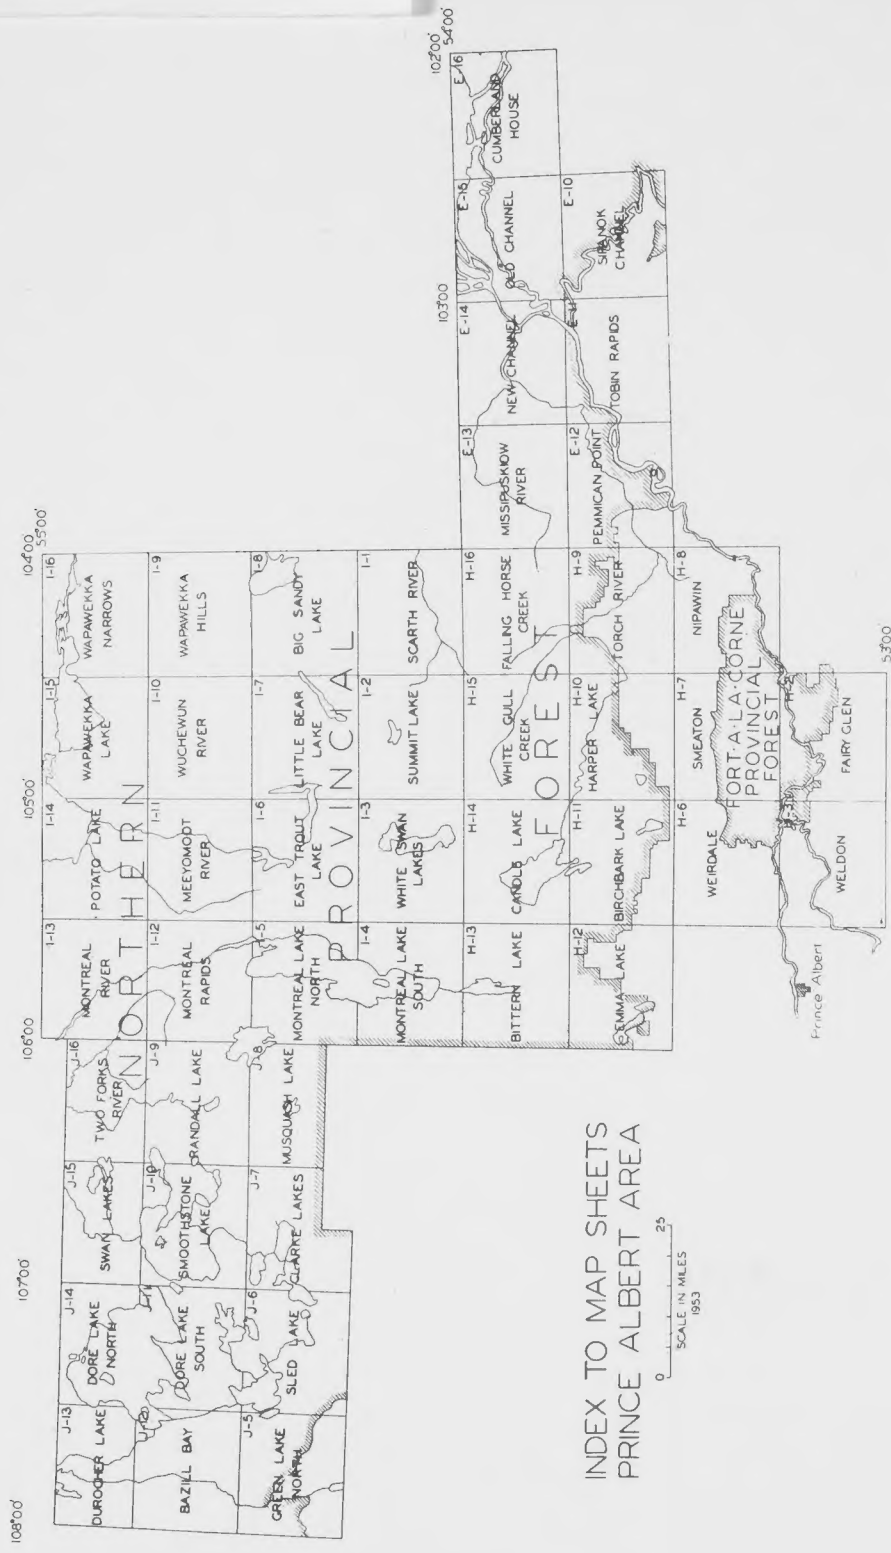 108°00'
107°00'
106°00'
105°00'
104°00'
55°00'
103°00'
102°00'
54°00'
53°00'
J-13
DUROCHER LAKE
J-14
DORE LAKE
NORTH
J-15
SWAN LAKES
J-16
TWO FORKS
RIVER
I-13
MONTREAL
RIVER
I-14
POTATO LAKE
I-15
WAPAWEKKA
LAKE
I-16
WAPAWEKKA
NARROWS
NORTHERN
J-12
BAZILL BAY
J-11
DORE LAKE
SOUTH
J-10
SMOOTHSTONE
LAKE
J-9
RANDALL LAKE
I-12
MONTREAL
RAPIDS
I-11
MEEYOMOOT
RIVER
I-10
WUCHEWUN
RIVER
I-9
WAPAWEKKA
HILLS
J-5
GREEN LAKE
NORTH
J-6
SLED LAKE
J-7
CLARKE LAKES
J-8
MUSQUASH LAKE
I-5
MONTREAL LAKE
NORTH
I-6
EAST TROUT
LAKE
I-7
LITTLE BEAR
LAKE
I-8
BIG SANDY
LAKE
PROVINCIAL
I-4
MONTREAL LAKE
SOUTH
I-3
WHITE SWAN
LAKES
I-2
SUMMIT LAKE
I-1
SCARTH RIVER
H-13
BITTERN LAKE
H-14
CANDLE LAKE
H-15
WHITE GULL
CREEK
H-16
FALLING HORSE
CREEK
E-13
MISSIPUSKIOW
RIVER
E-14
NEW CHANNEL
E-15
OLD CHANNEL
E-16
CUMBERLAND
HOUSE
FOREST
H-12
EMMA LAKE
H-11
BIRCHBARK LAKE
H-10
HARPER LAKE
H-9
TORCH RIVER
E-12
PEMMICAN POINT
E-11
TOBIN RAPIDS
E-10
SIPANOK
CHANNEL
H-6
WEIRDALE
H-7
SMEATON
H-8
NIPAWIN
FORT-A-LA-CORNE
PROVINCIAL
FOREST
H-3
WELDON
H-2
FAIRY GLEN
Prince Albert
INDEX TO MAP SHEETS
PRINCE ALBERT AREA
0 25
SCALE IN MILES
1953